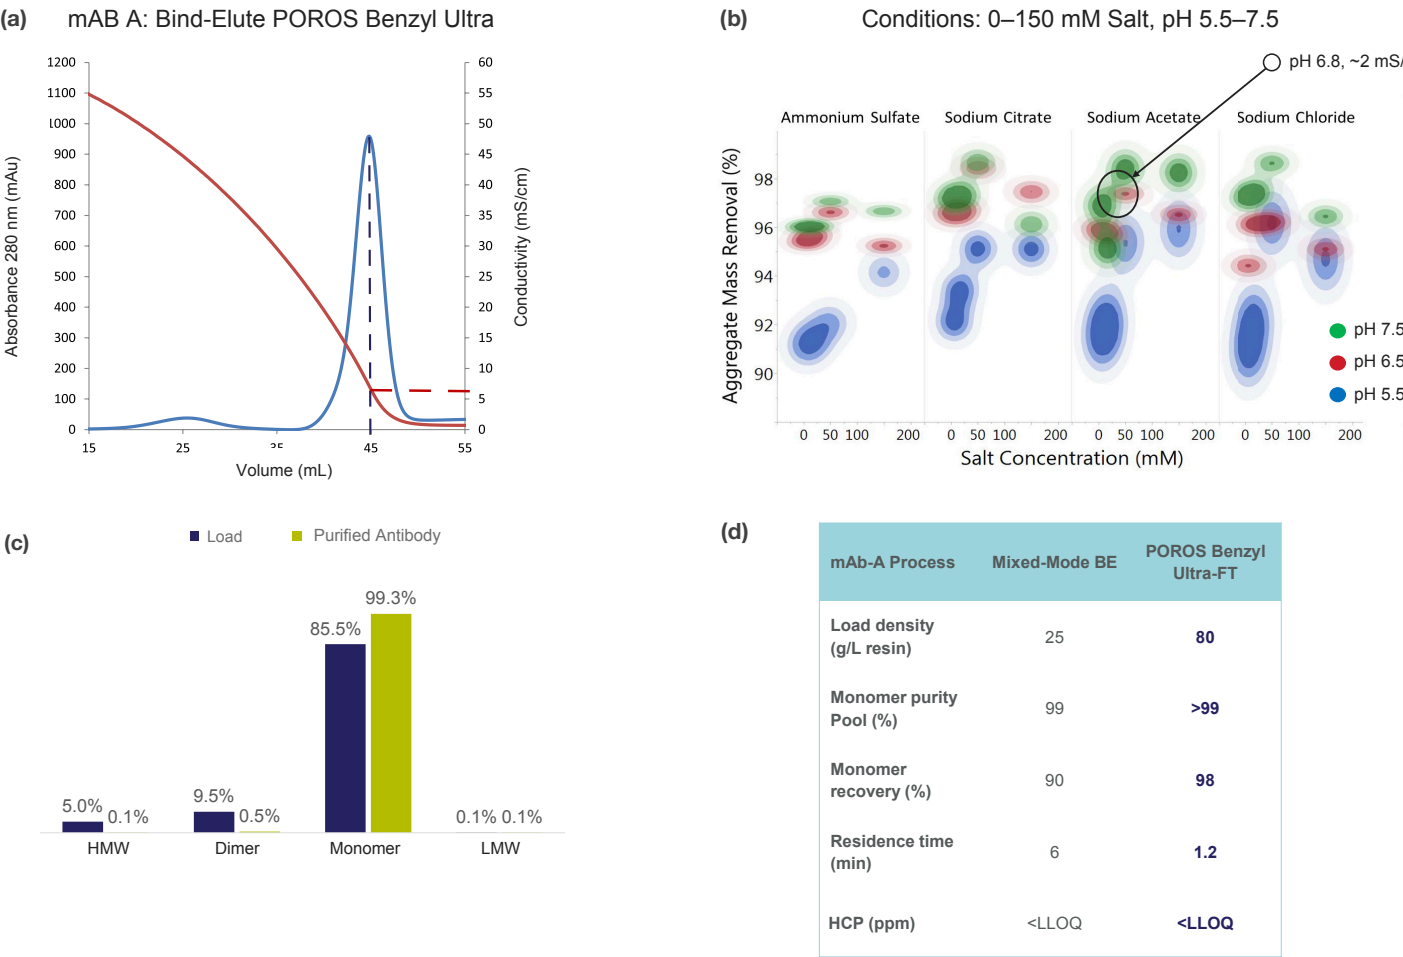 (a) mAB A: Bind-Elute POROS Benzyl Ultra
1200
1100
1000
900
800
700
600
500
400
300
200
100
0
Absorbance 280 nm (mAu)
60
55
50
45
40
35
30
25
20
15
10
5
0
Conductivity (mS/cm)
15 25 35 45 55
Volume (mL)
(b) Conditions: 0–150 mM Salt, pH 5.5–7.5
pH 6.8, ~2 mS/
Ammonium Sulfate Sodium Citrate Sodium Acetate Sodium Chloride
Aggregate Mass Removal (%)
98
96
94
92
90
pH 7.5
pH 6.5
pH 5.5
0 50 100 200 0 50 100 200 0 50 100 200 0 50 100 200
Salt Concentration (mM)
(c)
Load Purified Antibody
5.0% 0.1% 9.5% 0.5% 85.5% 99.3% 0.1% 0.1%
HMW Dimer Monomer LMW
(d)
mAb-A Process Mixed-Mode BE POROS Benzyl
Ultra-FT
Load density
(g/L resin) 25 80
Monomer purity
Pool (%) 99 >99
Monomer
recovery (%) 90 98
Residence time
(min) 6 1.2
HCP (ppm) <LLOQ <LLOQ